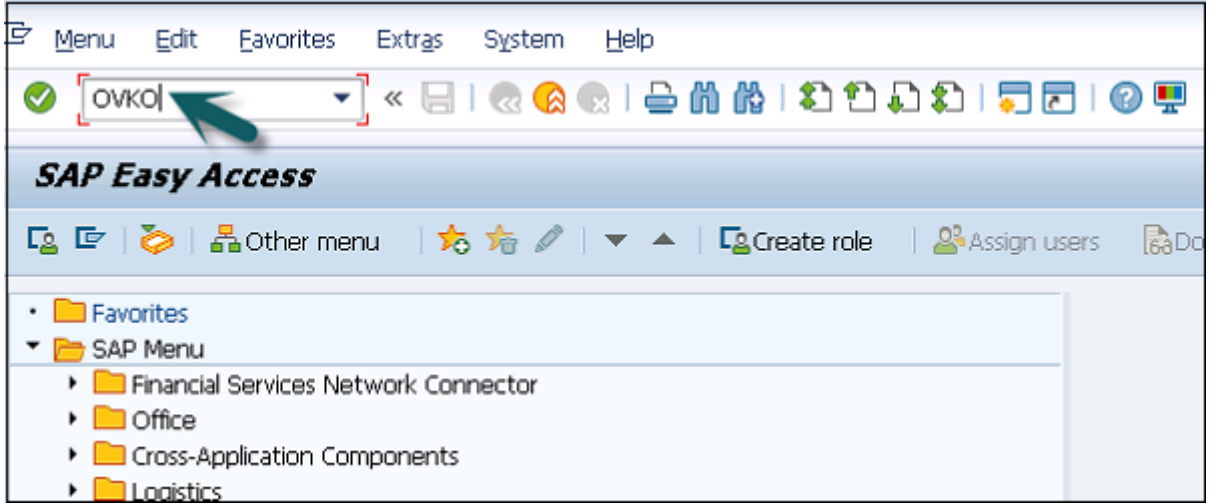 Menu Edit Favorites Extras System Help
OVKO
SAP Easy Access
Other menu Create role Assign users Do
Favorites
SAP Menu
Financial Services Network Connector
Office
Cross-Application Components
Logistics